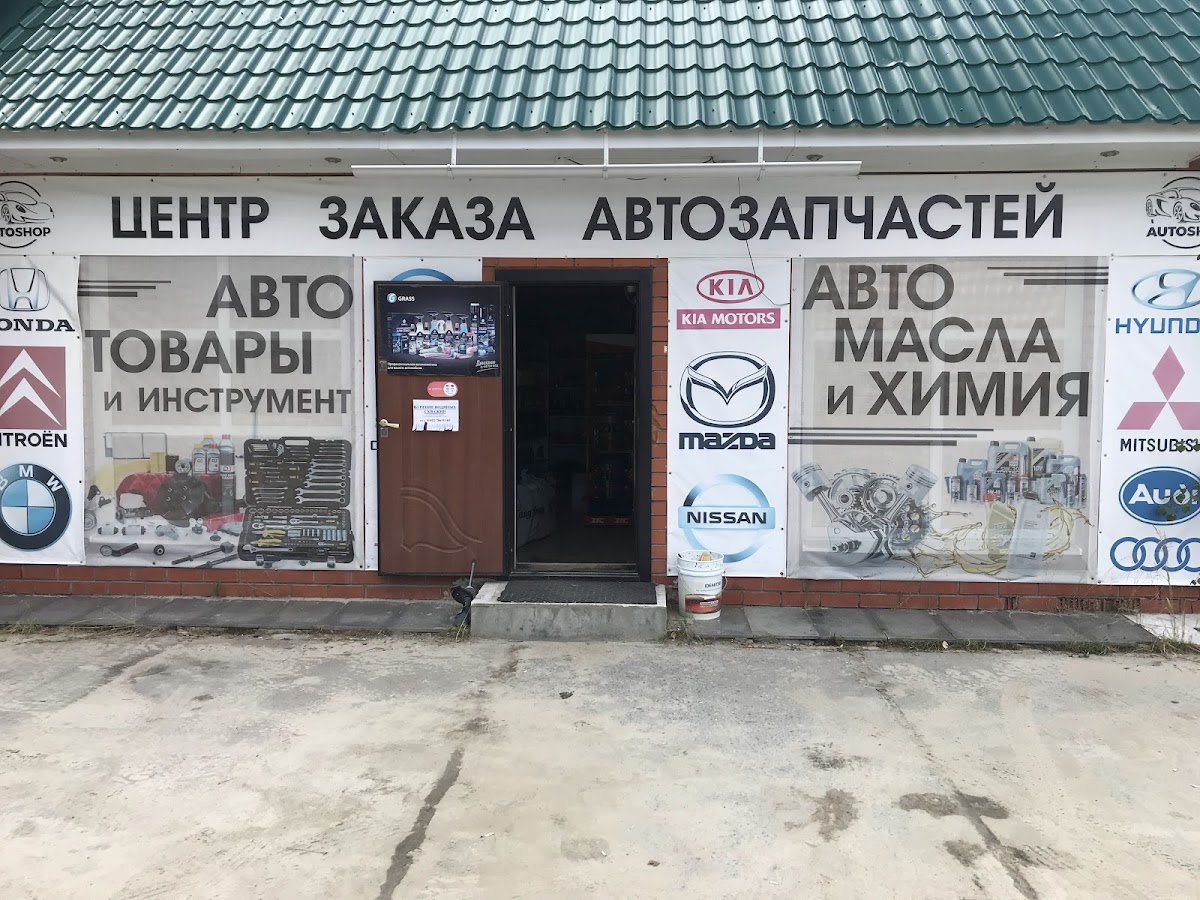 ЦЕНТР ЗАКАЗА АВТОЗАПЧАСТЕЙ
AUTOSHOP
HONDA
CITROËN
BMW
АВТО
ТОВАРЫ
И ИНСТРУМЕНТ
GRASS
KIA
KIA MOTORS
mazda
NISSAN
АВТО
МАСЛА
И ХИМИЯ
HYUNDAI
MITSUBISHI
Audi